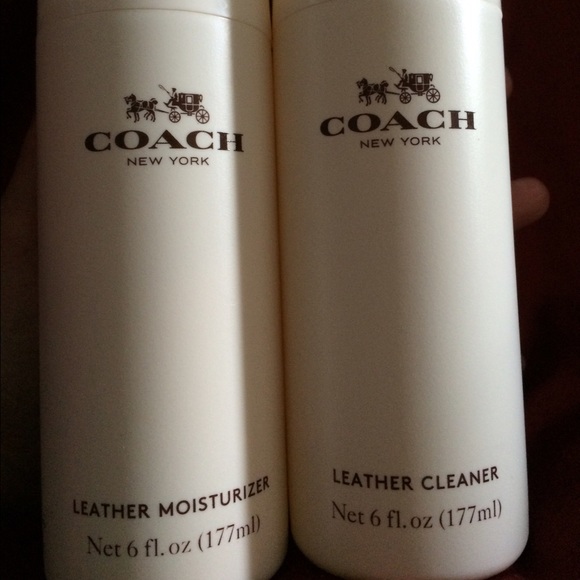 COACH
NEW YORK
LEATHER MOISTURIZER
Net 6 fl. oz (177ml)
COACH
NEW YORK
LEATHER CLEANER
Net 6 fl. oz (177ml)